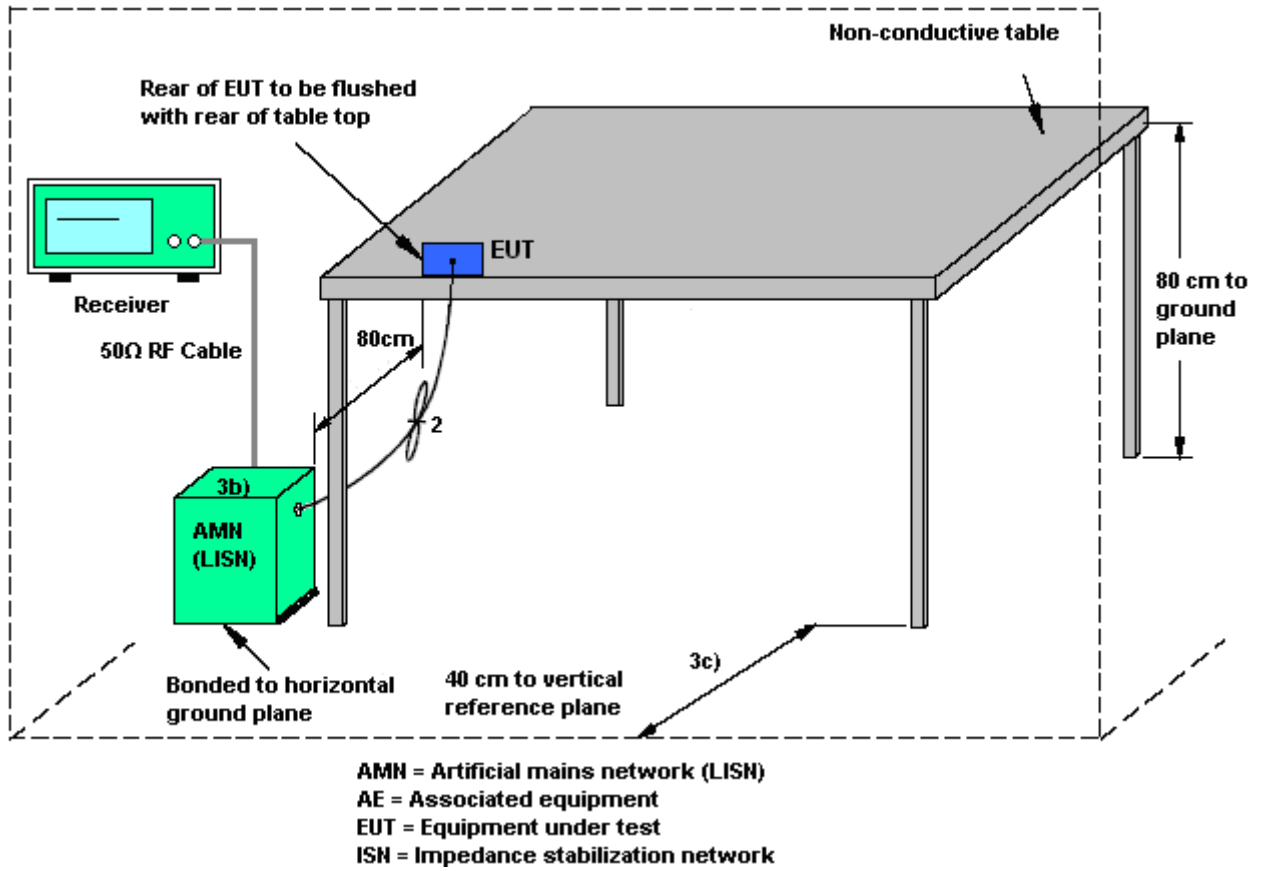 Non-conductive table
Rear of EUT to be flushed
with rear of table top
EUT
Receiver
80cm
80 cm to
ground
plane
50Ω RF Cable
2
3b)
AMN
(LISN)
3c)
Bonded to horizontal
ground plane
40 cm to vertical
reference plane
AMN = Artificial mains network (LISN)
AE = Associated equipment
EUT = Equipment under test
ISN = Impedance stabilization network